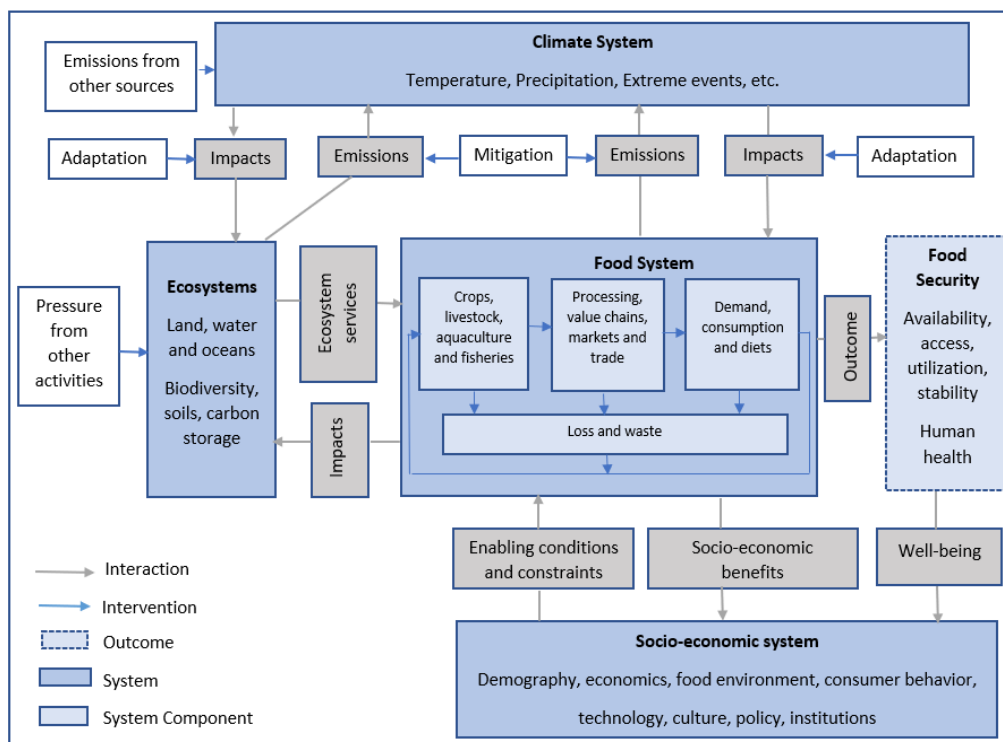 Climate System
Temperature, Precipitation, Extreme events, etc.
Emissions from
other sources
Adaptation
Impacts
Emissions
Mitigation
Emissions
Impacts
Adaptation
Pressure
from
other
activities
Ecosystems
Land, water
and oceans
Biodiversity,
soils, carbon
storage
Ecosystem
services
Impacts
Food System
Crops,
livestock,
aquaculture
and fisheries
Processing,
value chains,
markets and
trade
Demand,
consumption
and diets
Loss and waste
Outcome
Food
Security
Availability,
access,
utilization,
stability
Human
health
Enabling conditions
and constraints
Socio-economic
benefits
Well-being
Socio-economic system
Demography, economics, food environment, consumer behavior,
technology, culture, policy, institutions
Interaction
Intervention
Outcome
System
System Component